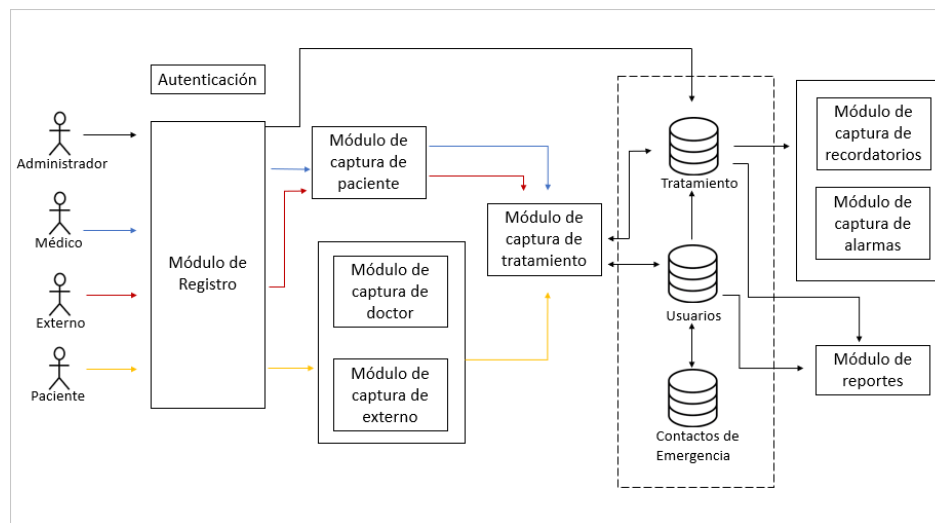 Autenticación
Administrador
Médico
Externo
Paciente
Módulo de
Registro
Módulo de
captura de
paciente
Módulo de
captura de
doctor
Módulo de
captura de
externo
Módulo de
captura de
tratamiento
Tratamiento
Usuarios
Contactos de
Emergencia
Módulo de
captura de
recordatorios
Módulo de
captura de
alarmas
Módulo de
reportes